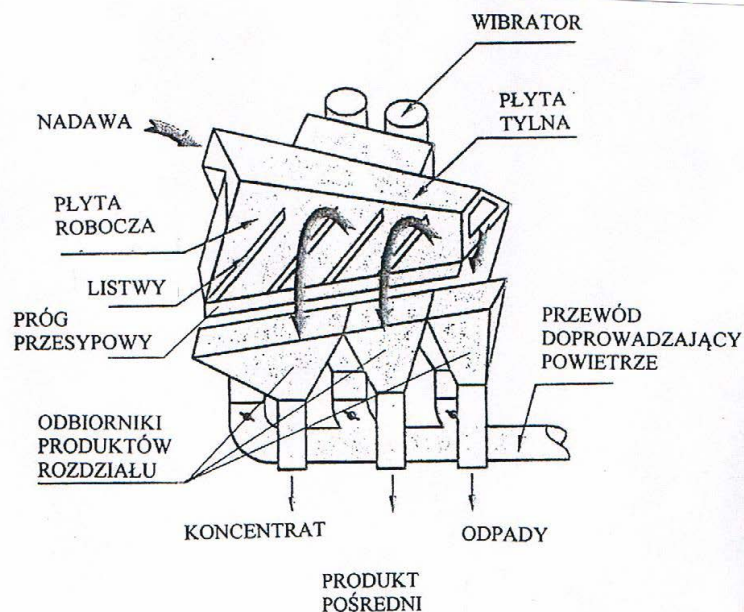 WIBRATOR
PŁYTA
TYLNA
NADAWA
PŁYTA
ROBOCZA
LISTWY
PRÓG
PRZESYPOWY
PRZEWÓD
DOPROWADZAJĄCY
POWIETRZE
ODBIORNIKI
PRODUKTÓW
ROZDZIAŁU
KONCENTRAT
ODPADY
PRODUKT
POŚREDNI